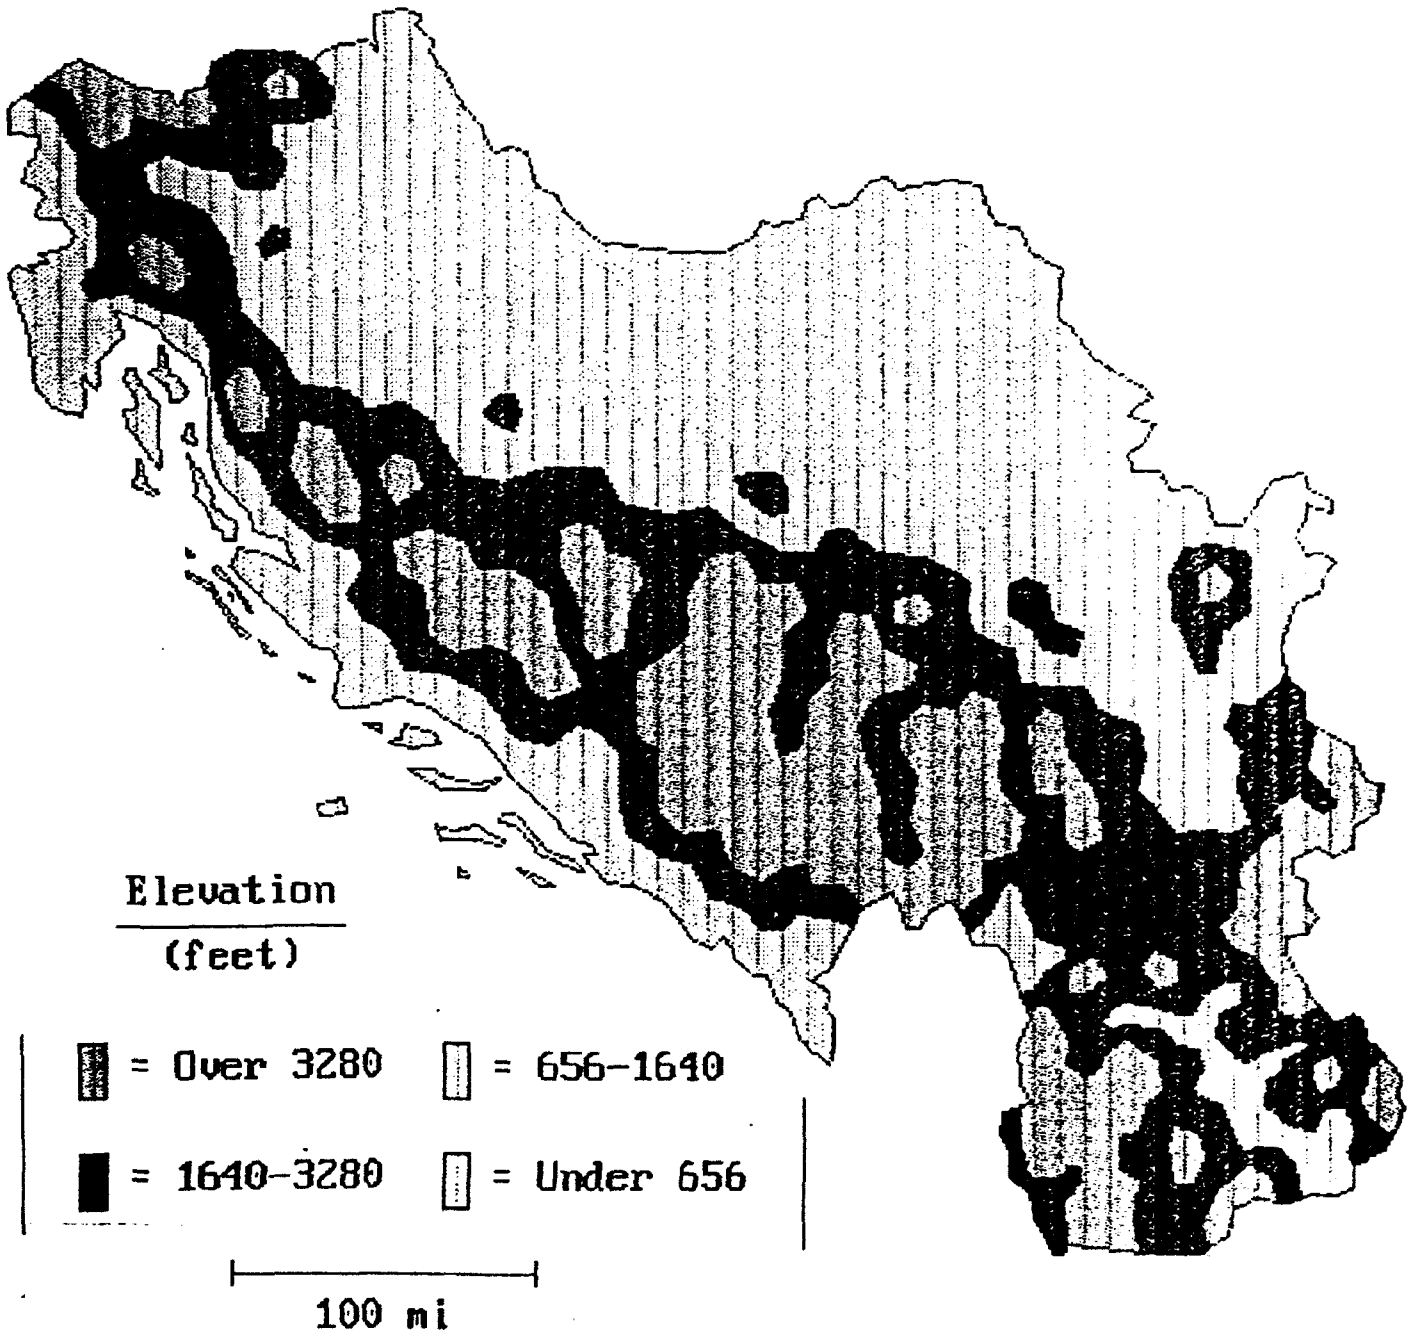 Elevation
(feet)
= Over 3280
= 656-1640
= 1640-3280
= Under 656
100 mi